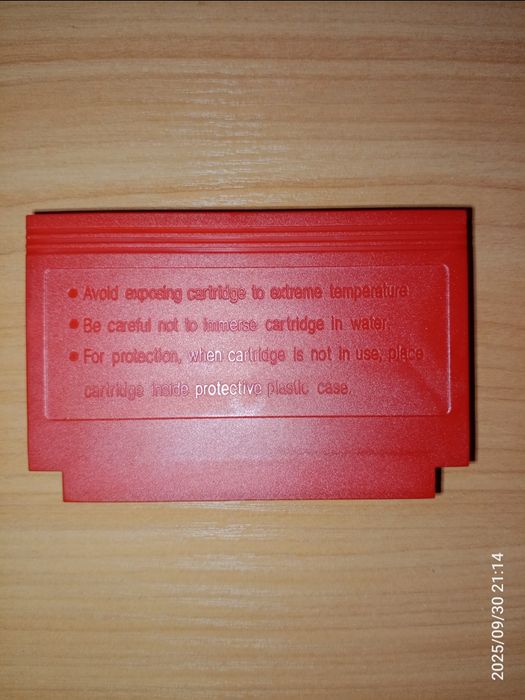 • Avoid exposing cartridge to extreme temperature.
• Be careful not to immerse cartridge in water.
• For protection, when cartridge is not in use, place
cartridge inside protective plastic case.
2025/09/30 21:14